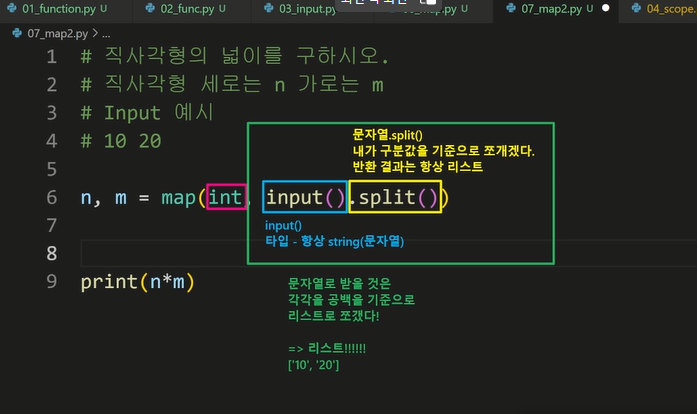 01_function.py U
02_func.py U
03_input.py
map.py U
07_map2.py U
04_scope.
07_map2.py > ...
1 # 직사각형의 넓이를 구하시오.
2 # 직사각형 세로는 n 가로는 m
3 # Input 예시
4 # 10 20
문자열.split()
내가 구분값을 기준으로 쪼개겠다.
반환 결과는 항상 리스트
5
6 n, m = map(int, input().split())
7
input()
타입 - 항상 string(문자열)
8
9 print(n*m)
문자열로 받을 것은
각각을 공백을 기준으로
리스트로 쪼갰다!
=> 리스트!!!!!!
['10', '20']